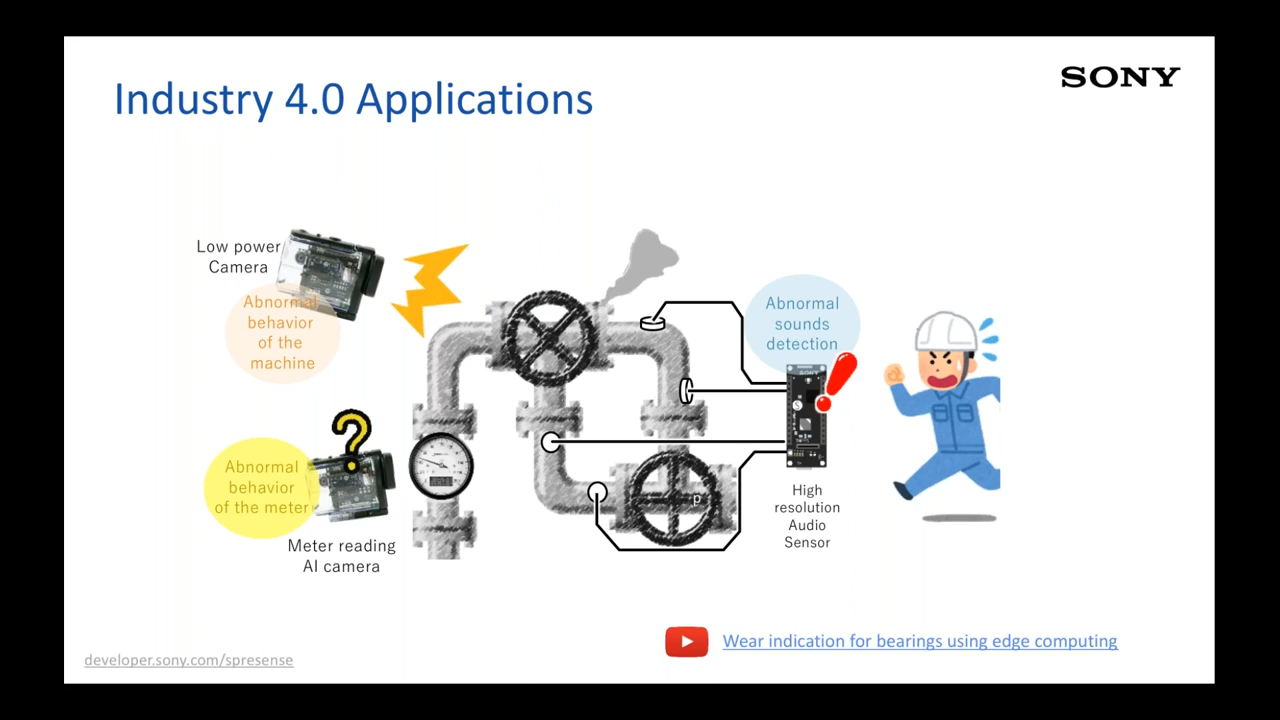 Industry 4.0 Applications
SONY
Low power
Camera
Abnormal
behavior
of the
machine
Abnormal
sounds
detection
SONY
Abnormal
behavior
of the meter
?
Meter reading
AI camera
p
High
resolution
Audio
Sensor
Wear indication for bearings using edge computing
developer.sony.com/spresense